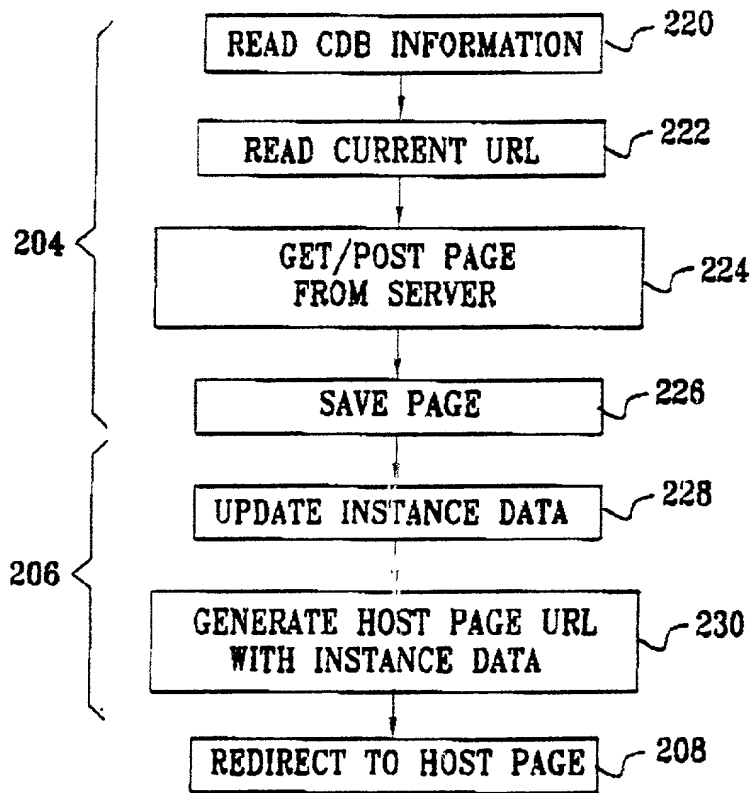 READ CDB INFORMATION
220
READ CURRENT URL
222
204
GET/POST PAGE
FROM SERVER
224
SAVE PAGE
226
UPDATE INSTANCE DATA
228
206
GENERATE HOST PAGE URL
WITH INSTANCE DATA
230
REDIRECT TO HOST PAGE
208